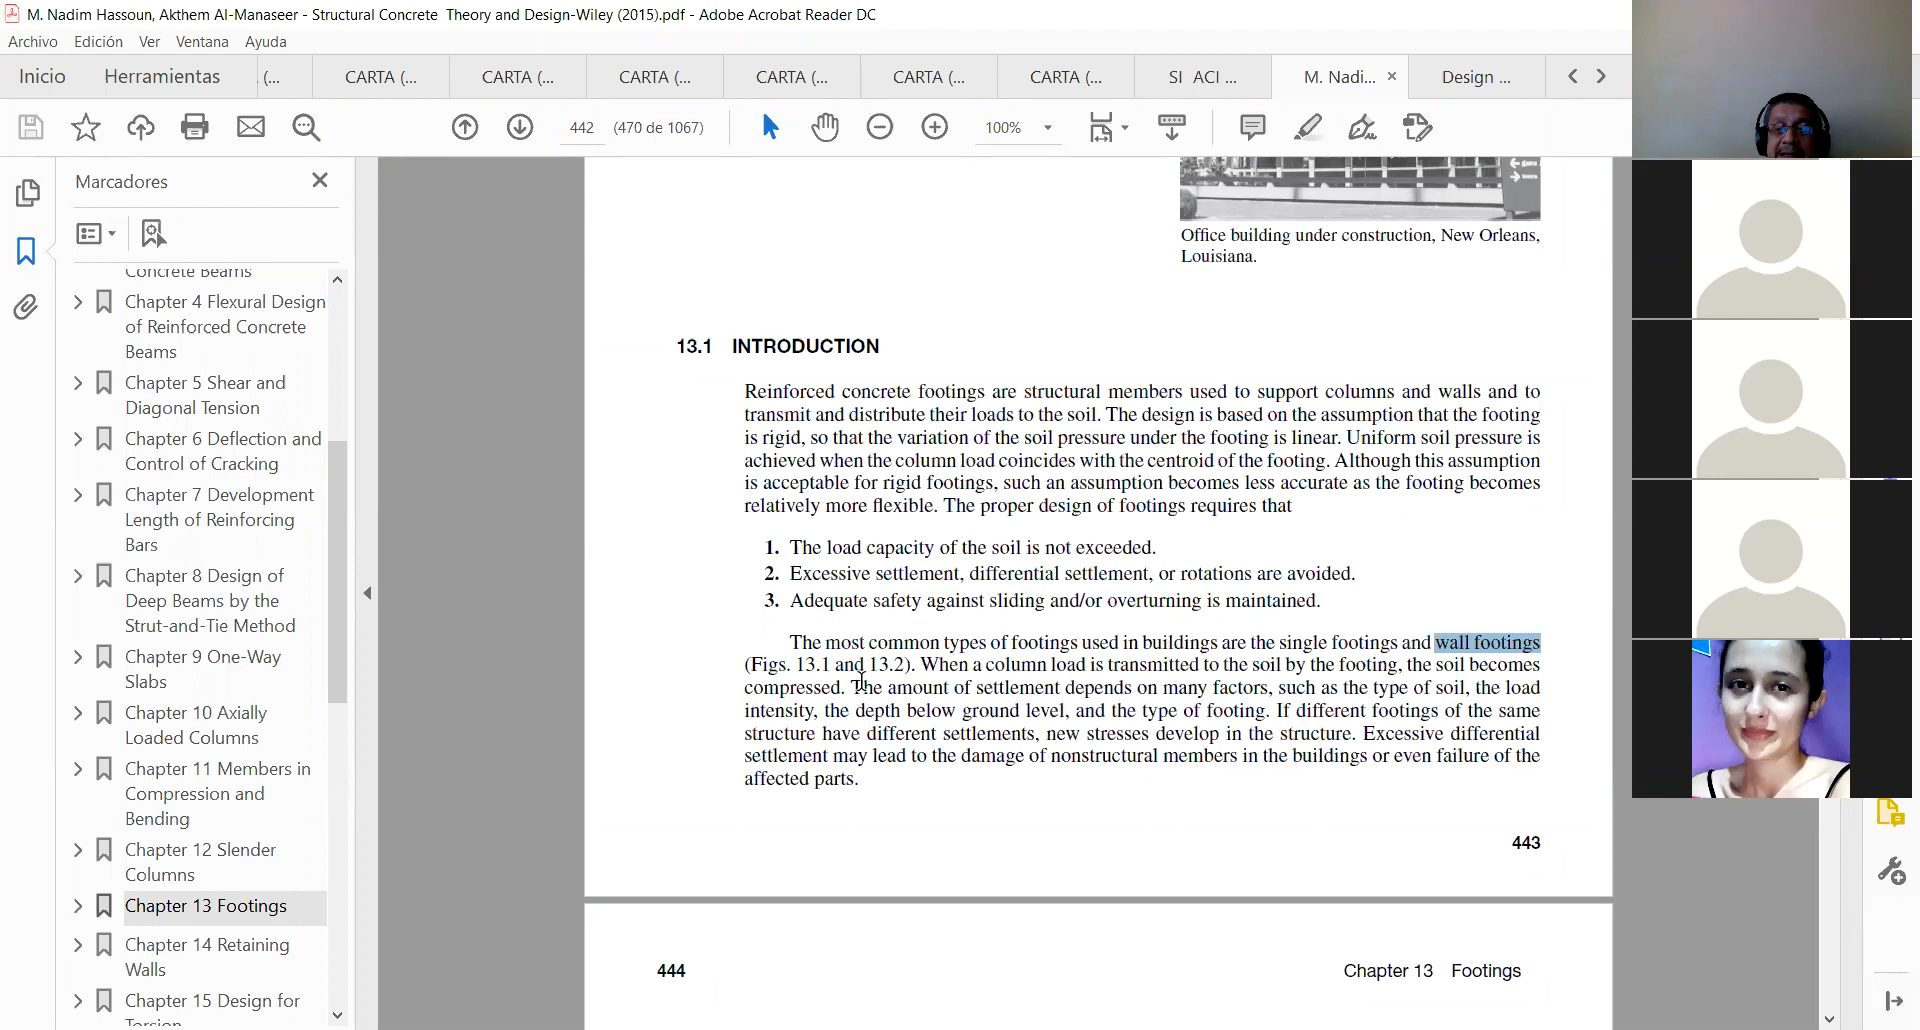 M. Nadim Hassoun, Akthem Al-Manaseer - Structural Concrete Theory and Design-Wiley (2015).pdf - Adobe Acrobat Reader DC
Archivo Edición Ver Ventana Ayuda
Inicio Herramientas (... CARTA (... CARTA (... CARTA (... CARTA (... CARTA (... CARTA (... SI ACI ... M. Nadi... × Design ...
442 (470 de 1067) 100%
Marcadores
Concrete Beams
Chapter 4 Flexural Design
of Reinforced Concrete
Beams
Chapter 5 Shear and
Diagonal Tension
Chapter 6 Deflection and
Control of Cracking
Chapter 7 Development
Length of Reinforcing
Bars
Chapter 8 Design of
Deep Beams by the
Strut-and-Tie Method
Chapter 9 One-Way
Slabs
Chapter 10 Axially
Loaded Columns
Chapter 11 Members in
Compression and
Bending
Chapter 12 Slender
Columns
Chapter 13 Footings
Chapter 14 Retaining
Walls
Chapter 15 Design for
Torsion
Office building under construction, New Orleans,
Louisiana.
13.1 INTRODUCTION
Reinforced concrete footings are structural members used to support columns and walls and to
transmit and distribute their loads to the soil. The design is based on the assumption that the footing
is rigid, so that the variation of the soil pressure under the footing is linear. Uniform soil pressure is
achieved when the column load coincides with the centroid of the footing. Although this assumption
is acceptable for rigid footings, such an assumption becomes less accurate as the footing becomes
relatively more flexible. The proper design of footings requires that
1. The load capacity of the soil is not exceeded.
2. Excessive settlement, differential settlement, or rotations are avoided.
3. Adequate safety against sliding and/or overturning is maintained.
The most common types of footings used in buildings are the single footings and wall footings
(Figs. 13.1 and 13.2). When a column load is transmitted to the soil by the footing, the soil becomes
compressed. The amount of settlement depends on many factors, such as the type of soil, the load
intensity, the depth below ground level, and the type of footing. If different footings of the same
structure have different settlements, new stresses develop in the structure. Excessive differential
settlement may lead to the damage of nonstructural members in the buildings or even failure of the
affected parts.
443
444 Chapter 13 Footings